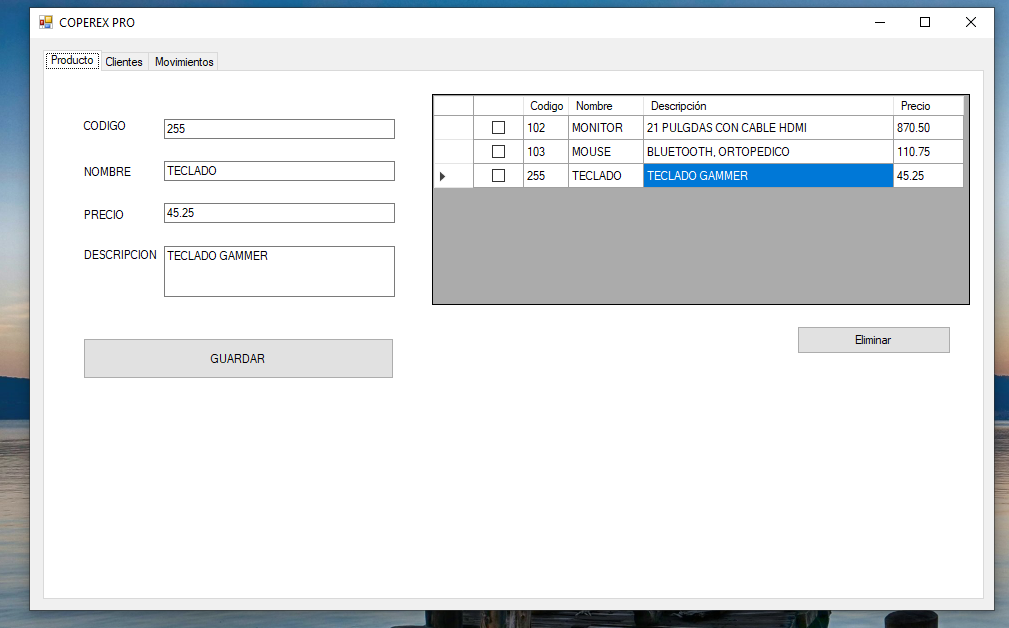 COPEREX PRO
Producto Clientes Movimientos
CODIGO 255
NOMBRE TECLADO
PRECIO 45.25
DESCRIPCION TECLADO GAMMER
GUARDAR
Codigo Nombre Descripción Precio
102 MONITOR 21 PULGDAS CON CABLE HDMI 870.50
103 MOUSE BLUETOOTH, ORTOPEDICO 110.75
255 TECLADO TECLADO GAMMER 45.25
Eliminar